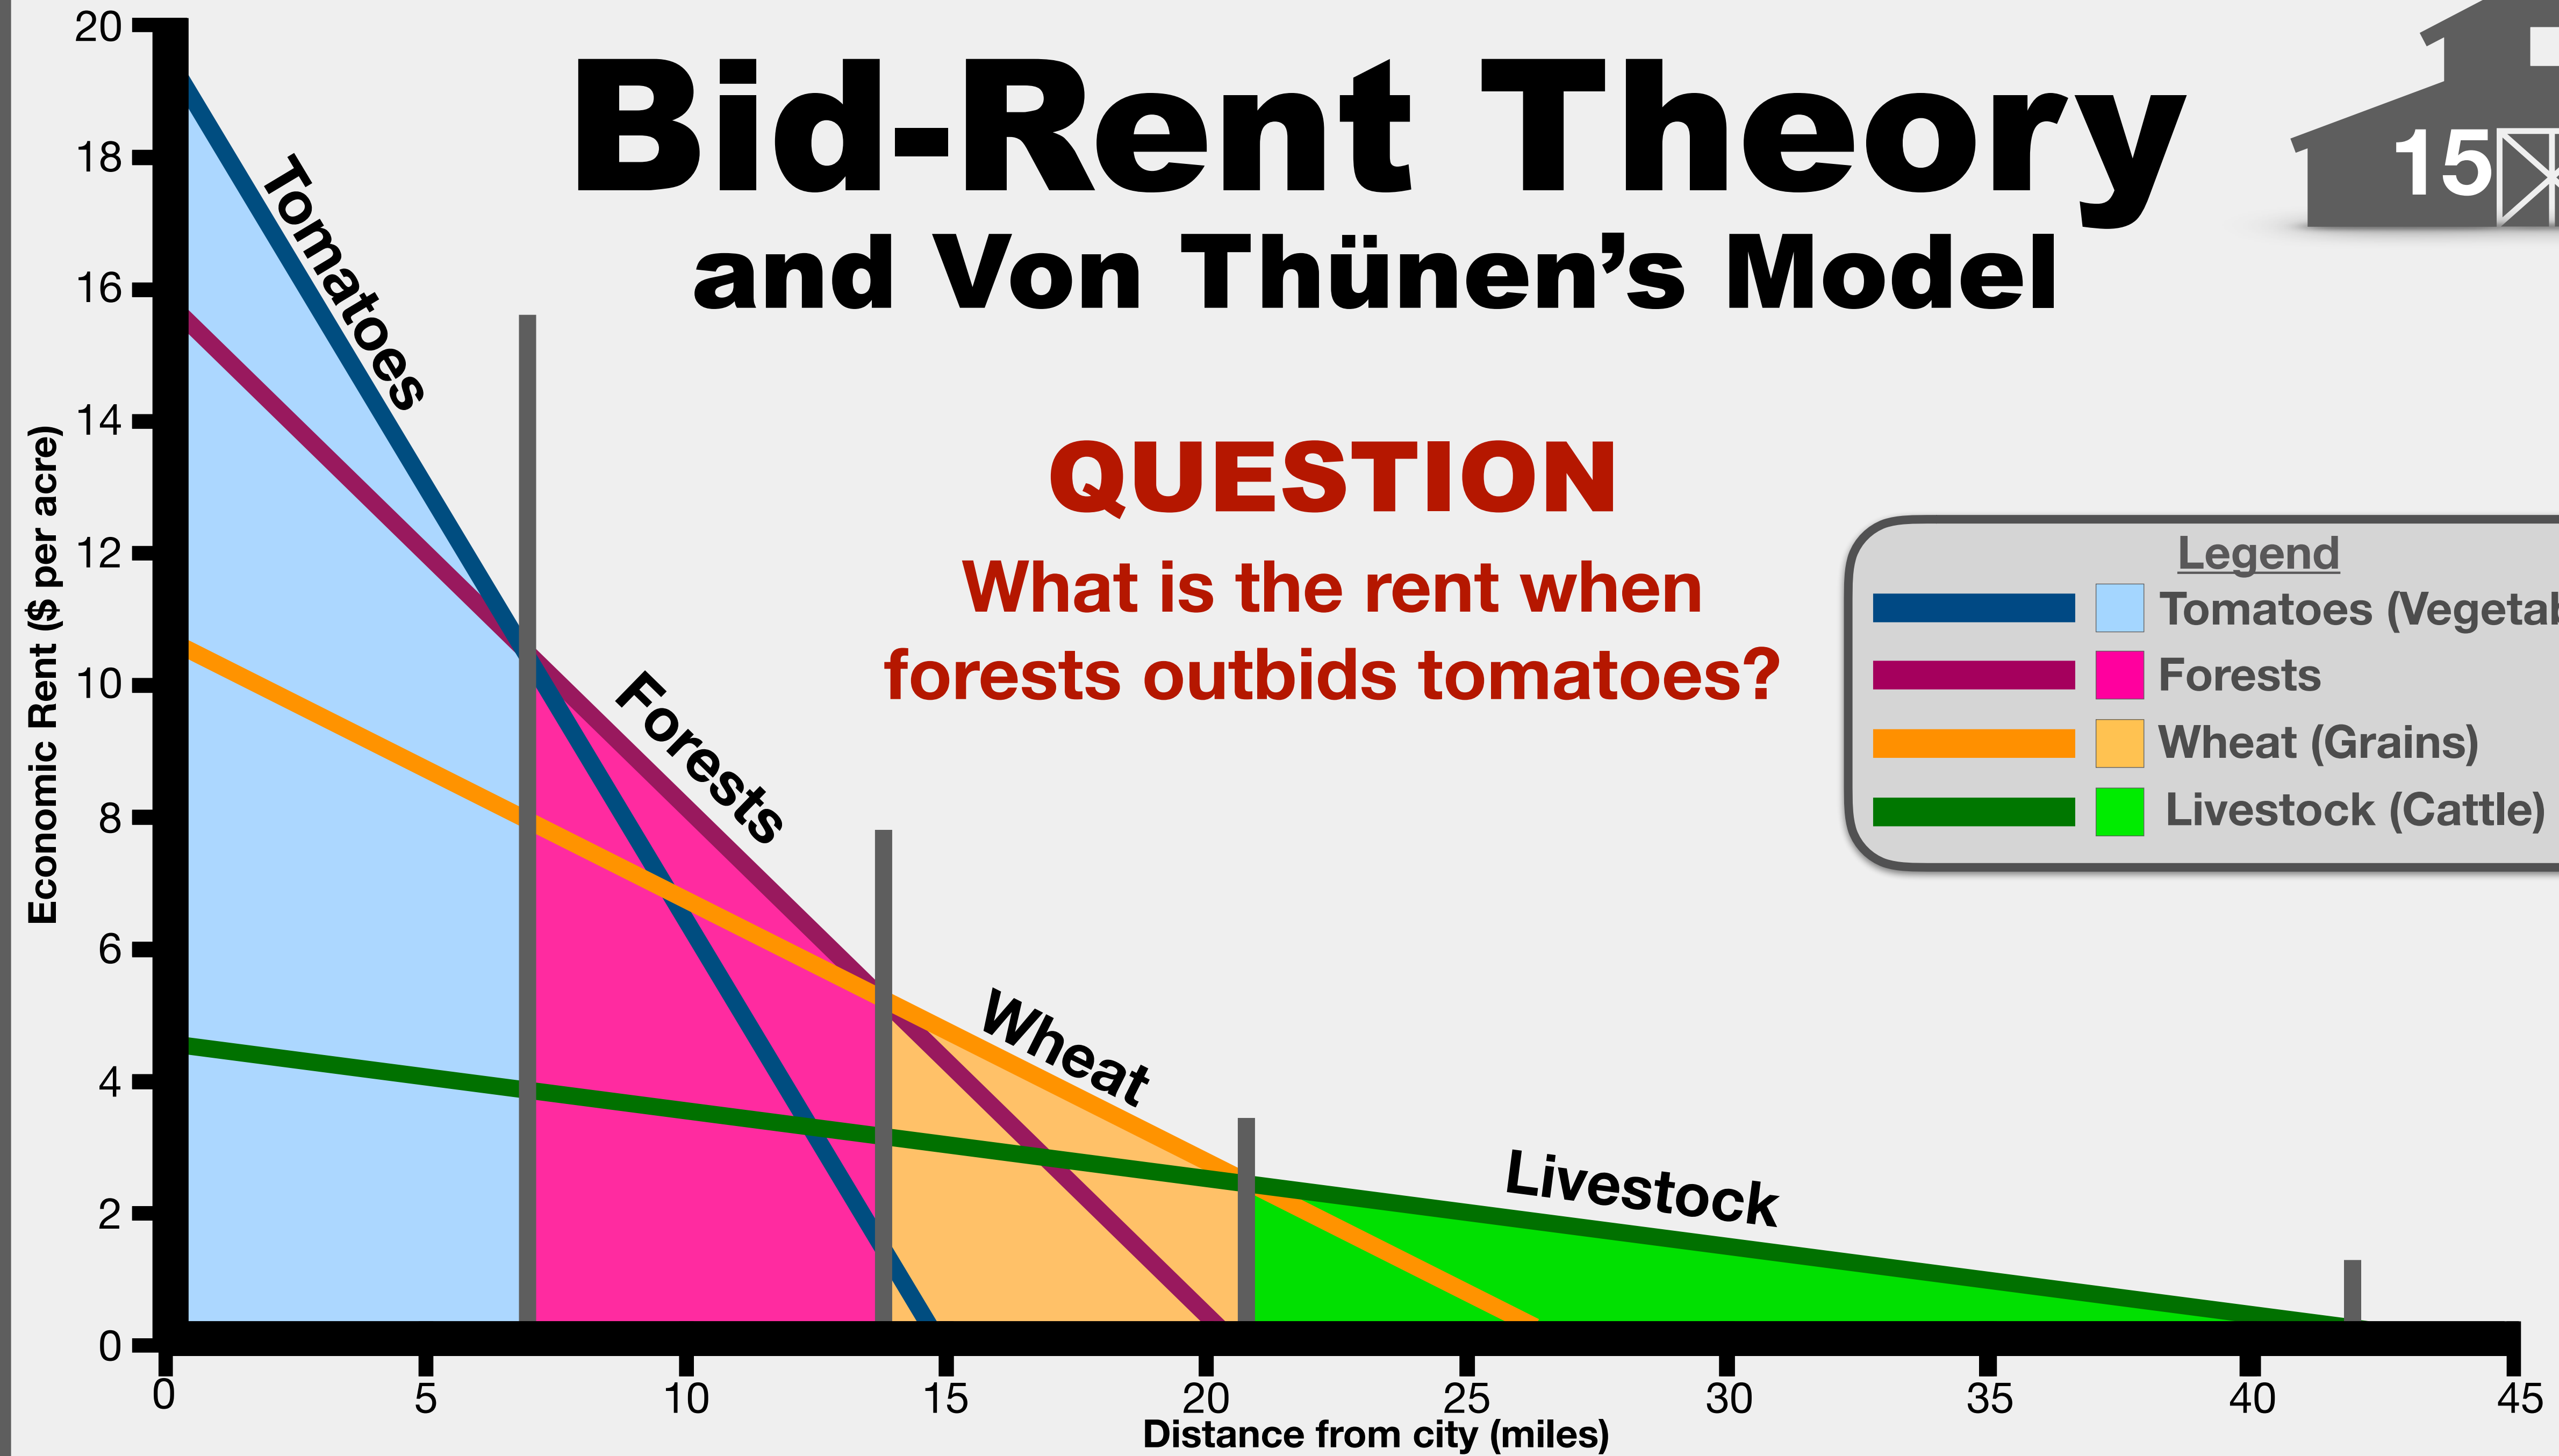 Bid-Rent Theory
and Von Thünen’s Model
15
QUESTION
What is the rent when
forests outbids tomatoes?
Legend
Forests
Wheat (Grains)
Livestock (Cattle)
Tomatoes
Tomatoes
Forests
Wheat
Livestock
Economic Rent ($ per acre)
20
18
16
14
12
10
8
6
4
2
0
0 5 10 15 20 25 30 35 40 45
Distance from city (miles)